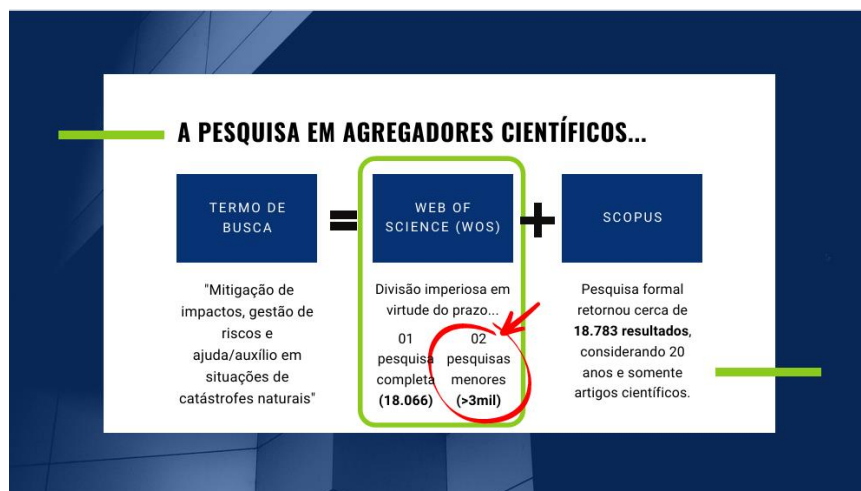 A PESQUISA EM AGREGADORES CIENTÍFICOS...
TERMO DE
BUSCA
=
WEB OF
SCIENCE (WOS)
+
SCOPUS
"Mitigação de
impactos, gestão de
riscos e
ajuda/auxílio em
situações de
catástrofes naturais"
Divisão imperiosa em
virtude do prazo...
01
pesquisa
completa
(18.066)
02
pesquisas
menores
(>3mil)
Pesquisa formal
retornou cerca de
18.783 resultados,
considerando 20
anos e somente
artigos científicos.